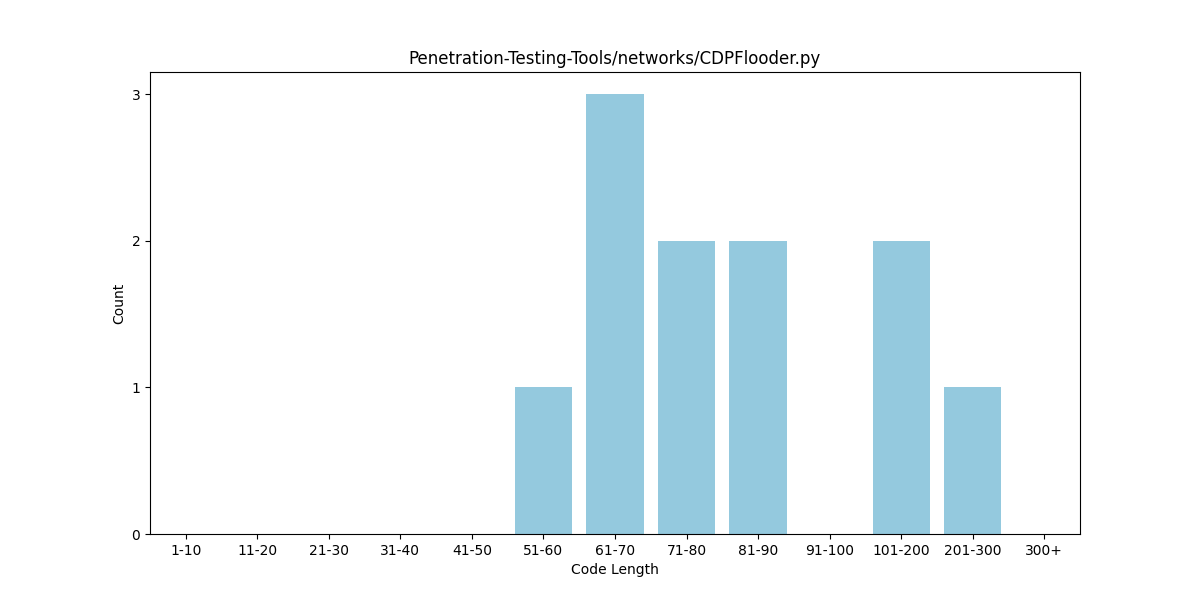 Penetration-Testing-Tools/networks/CDPFlooder.py
3
2
1
0
Count
1-10 11-20 21-30 31-40 41-50 51-60 61-70 71-80 81-90 91-100 101-200 201-300 300+
Code Length